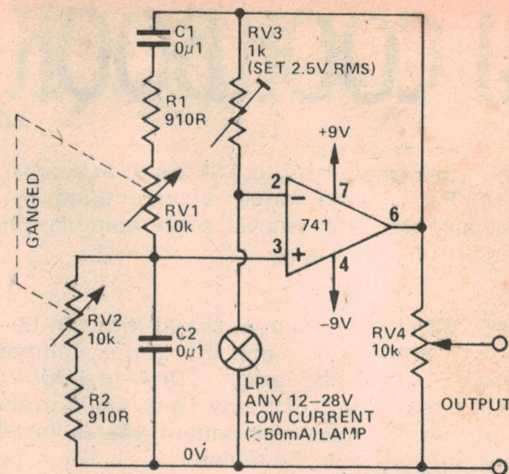 C1
0µ1
RV3
1k
(SET 2.5V RMS)
R1
910R
+9V
GANGED
RV1
10k
2
−
7
741
6
3
+
4
−9V
RV2
10k
C2
0µ1
RV4
10k
R2
910R
LP1
ANY 12–28V
LOW CURRENT
(<50mA)LAMP
OUTPUT
0V